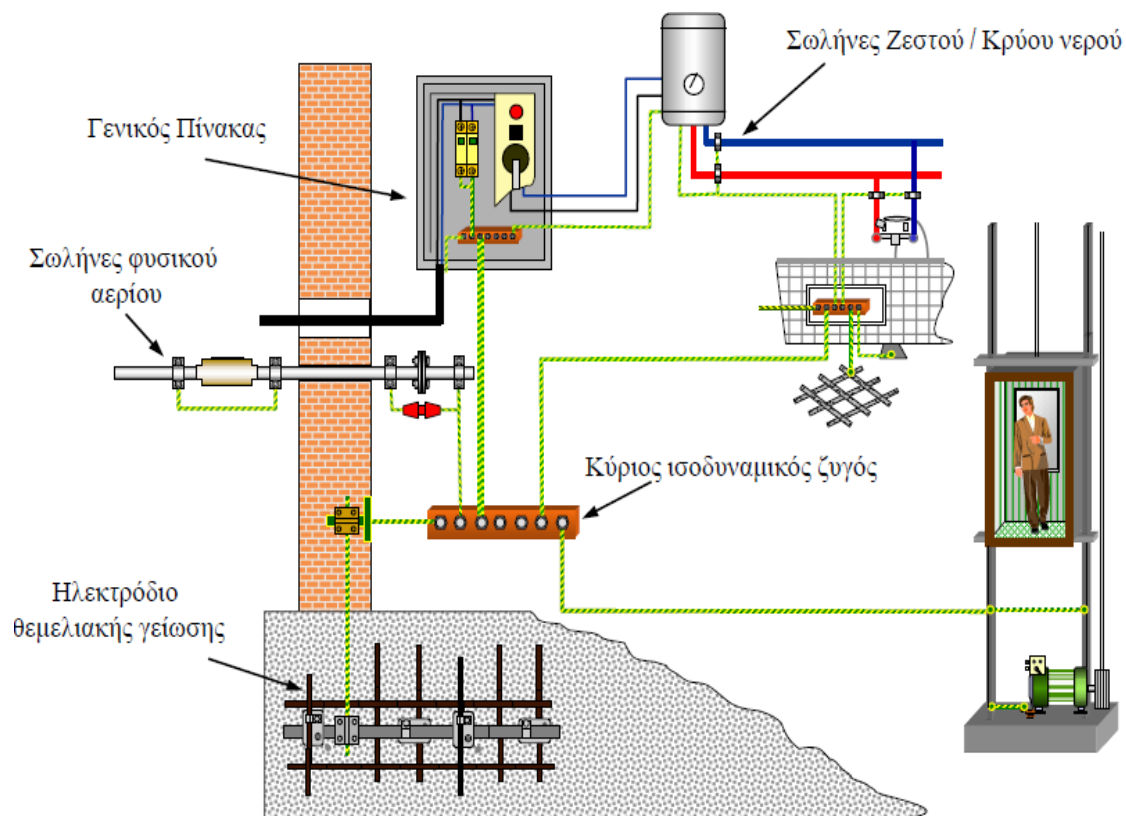 Σωλήνες Ζεστού / Κρύου νερού
Γενικός Πίνακας
Σωλήνες φυσικού
αερίου
Κύριος ισοδυναμικός ζυγός
Ηλεκτρόδιο
θεμελιακής γείωσης